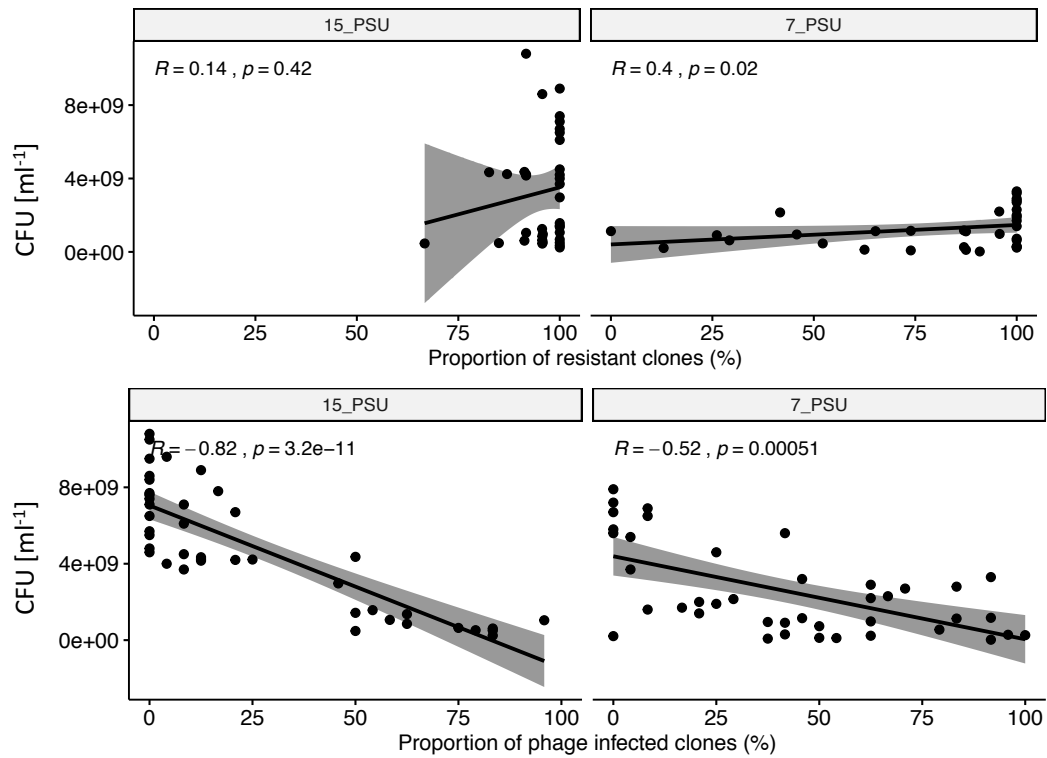 15_PSU 7_PSU
R = 0.14 , p = 0.42 R = 0.4 , p = 0.02
8e+09
4e+09
0e+00
CFU [ml⁻¹]
0 25 50 75 100 0 25 50 75 100
Proportion of resistant clones (%)
15_PSU 7_PSU
R = −0.82 , p = 3.2e−11 R = −0.52 , p = 0.00051
8e+09
4e+09
0e+00
CFU [ml⁻¹]
0 25 50 75 100 0 25 50 75 100
Proportion of phage infected clones (%)